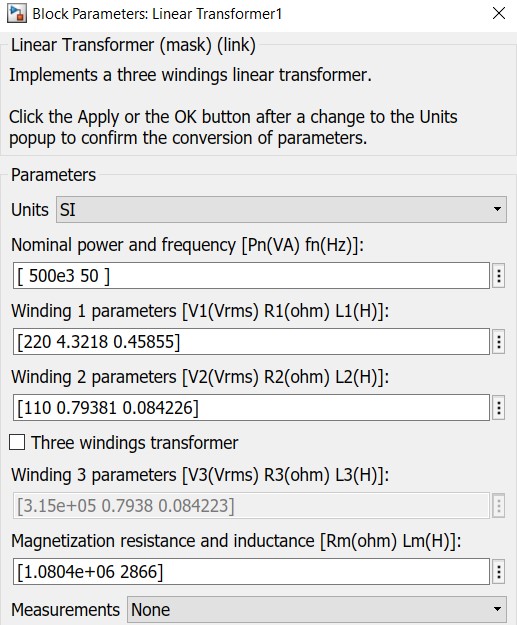 Block Parameters: Linear Transformer1
Linear Transformer (mask) (link)
Implements a three windings linear transformer.
Click the Apply or the OK button after a change to the Units
popup to confirm the conversion of parameters.
Parameters
Units SI
Nominal power and frequency [Pn(VA) fn(Hz)]:
[ 500e3 50 ]
Winding 1 parameters [V1(Vrms) R1(ohm) L1(H)]:
[220 4.3218 0.45855]
Winding 2 parameters [V2(Vrms) R2(ohm) L2(H)]:
[110 0.79381 0.084226]
Three windings transformer
Winding 3 parameters [V3(Vrms) R3(ohm) L3(H)]:
[3.15e+05 0.7938 0.084223]
Magnetization resistance and inductance [Rm(ohm) Lm(H)]:
[1.0804e+06 2866]
Measurements None